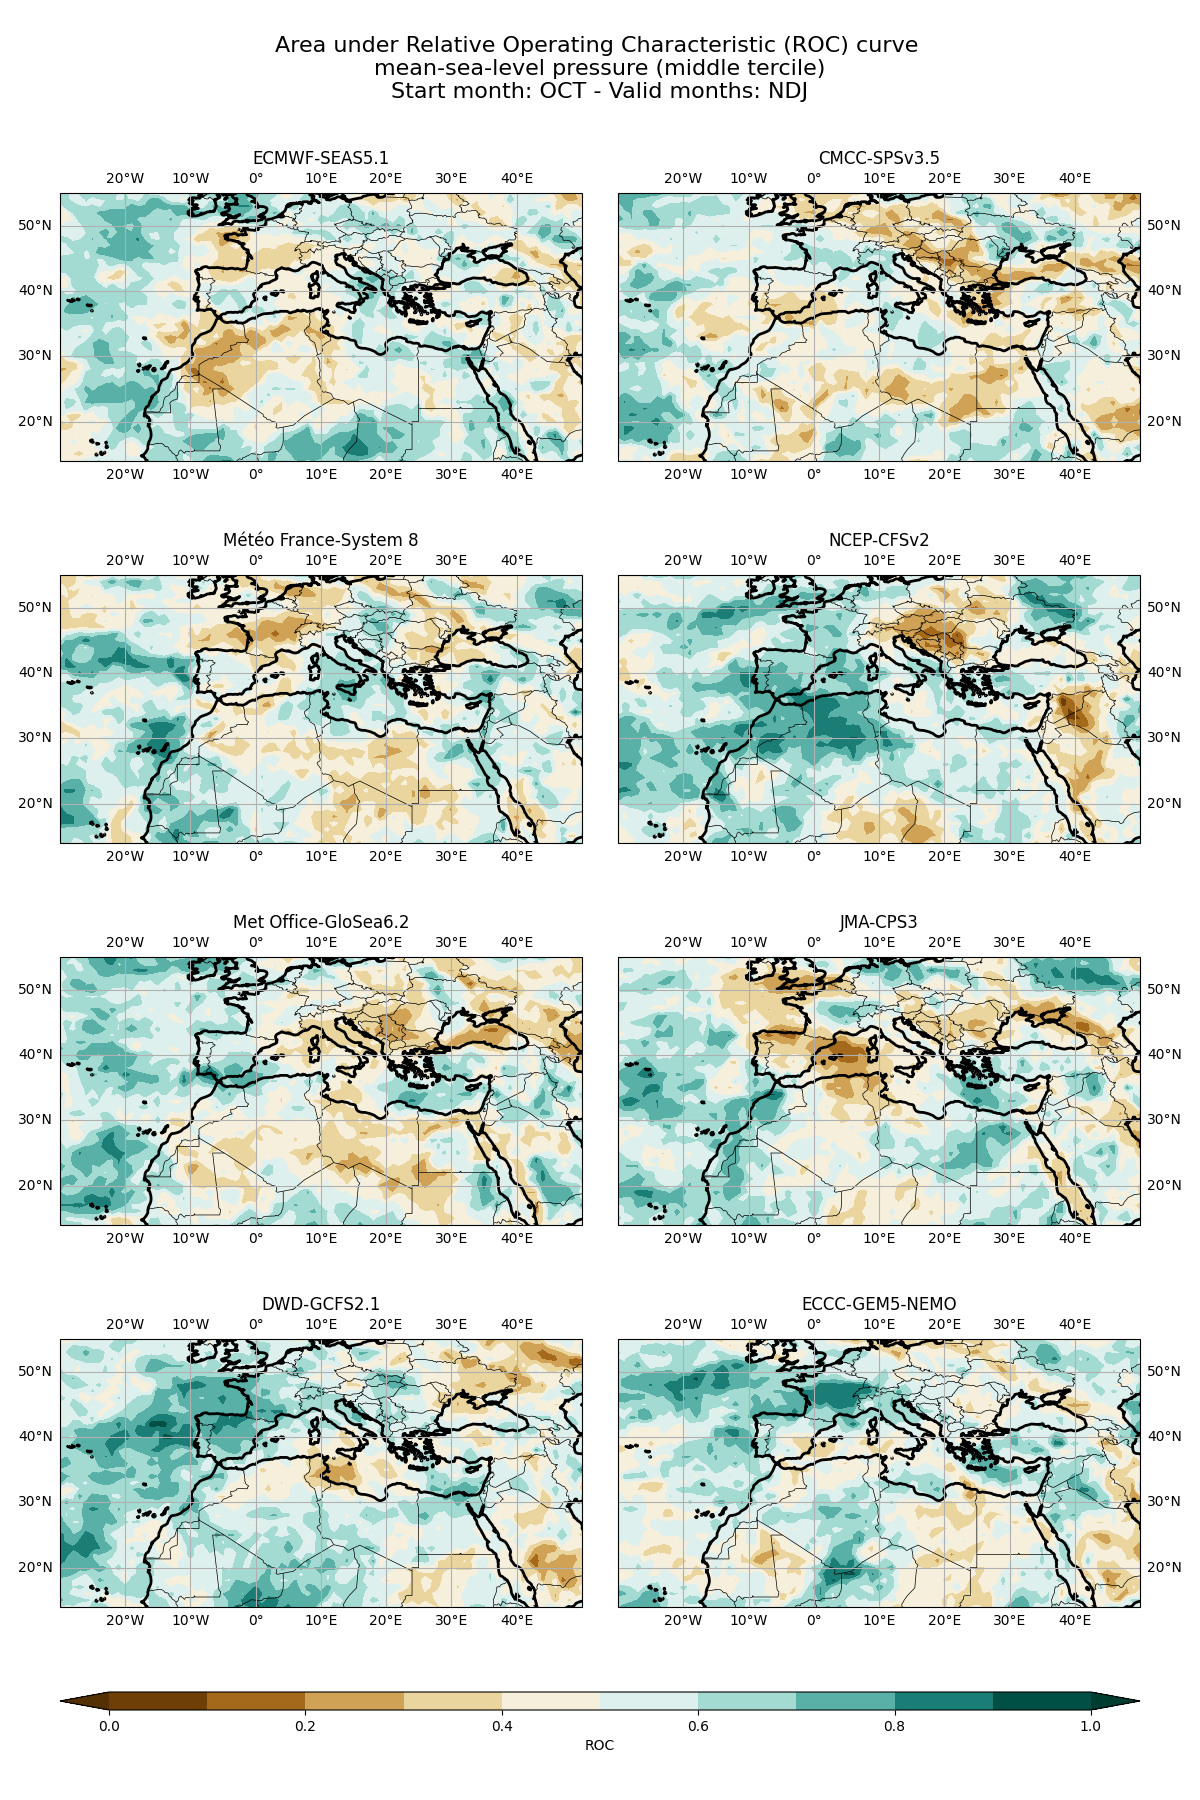 Area under Relative Operating Characteristic (ROC) curve
mean-sea-level pressure (middle tercile)
Start month: OCT - Valid months: NDJ
ECMWF-SEAS5.1
20°W 10°W 0° 10°E 20°E 30°E 40°E
50°N
40°N
30°N
20°N
20°W 10°W 0° 10°E 20°E 30°E 40°E
CMCC-SPSv3.5
20°W 10°W 0° 10°E 20°E 30°E 40°E
50°N
40°N
30°N
20°N
20°W 10°W 0° 10°E 20°E 30°E 40°E
Météo France-System 8
20°W 10°W 0° 10°E 20°E 30°E 40°E
50°N
40°N
30°N
20°N
20°W 10°W 0° 10°E 20°E 30°E 40°E
NCEP-CFSv2
20°W 10°W 0° 10°E 20°E 30°E 40°E
50°N
40°N
30°N
20°N
20°W 10°W 0° 10°E 20°E 30°E 40°E
Met Office-GloSea6.2
20°W 10°W 0° 10°E 20°E 30°E 40°E
50°N
40°N
30°N
20°N
20°W 10°W 0° 10°E 20°E 30°E 40°E
JMA-CPS3
20°W 10°W 0° 10°E 20°E 30°E 40°E
50°N
40°N
30°N
20°N
20°W 10°W 0° 10°E 20°E 30°E 40°E
DWD-GCFS2.1
20°W 10°W 0° 10°E 20°E 30°E 40°E
50°N
40°N
30°N
20°N
20°W 10°W 0° 10°E 20°E 30°E 40°E
ECCC-GEM5-NEMO
20°W 10°W 0° 10°E 20°E 30°E 40°E
50°N
40°N
30°N
20°N
20°W 10°W 0° 10°E 20°E 30°E 40°E
0.0 0.2 0.4 0.6 0.8 1.0
ROC